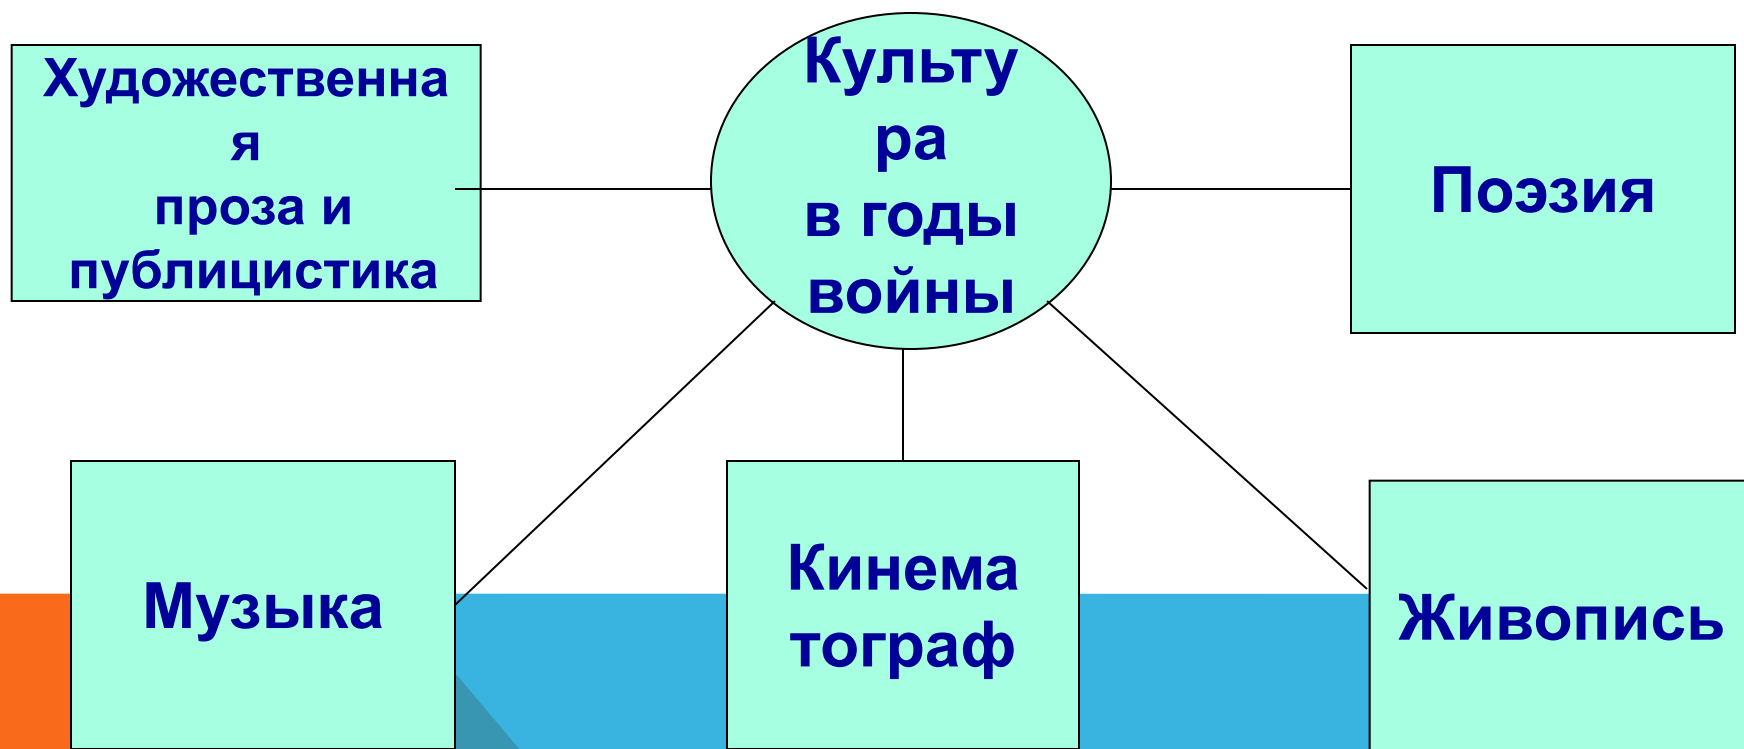 Художественна
я
проза и
публицистика
Культу
ра
в годы
войны
Поэзия
Музыка
Кинема
тограф
Живопись